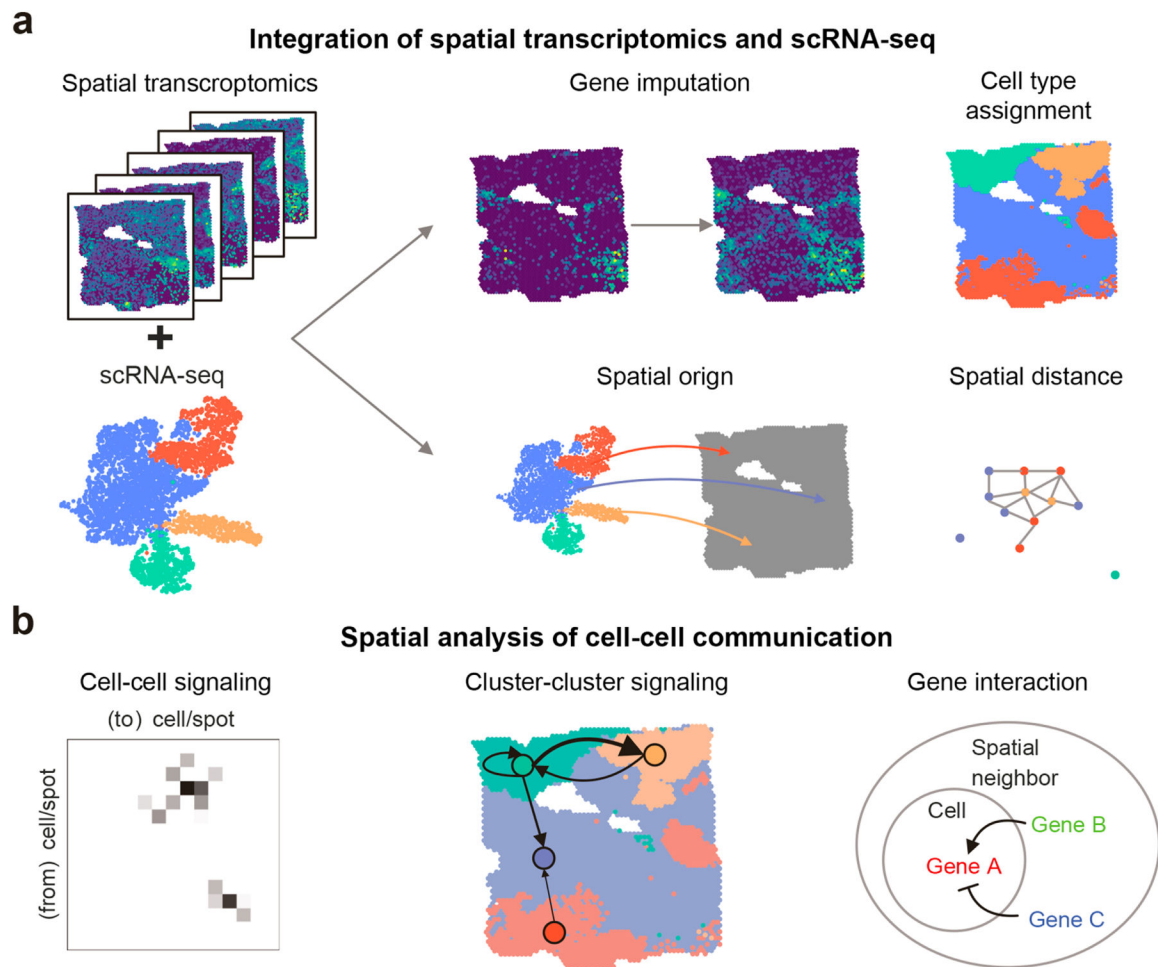 a
Integration of spatial transcriptomics and scRNA-seq
Spatial transcroptomics
Gene imputation
Cell type
assignment
+
scRNA-seq
Spatial orign
Spatial distance
b
Spatial analysis of cell-cell communication
Cell-cell signaling
(to) cell/spot
(from) cell/spot
Cluster-cluster signaling
Gene interaction
Spatial
neighbor
Cell
Gene B
Gene A
Gene C